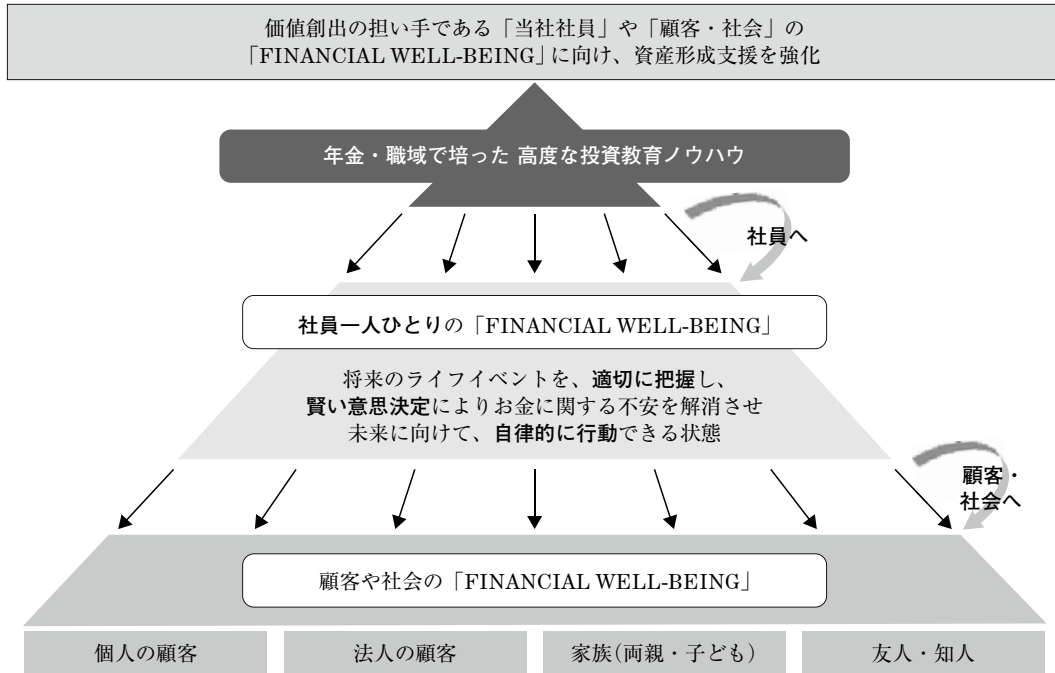 価値創出の担い手である「当社社員」や「顧客・社会」の
「FINANCIAL WELL-BEING」に向け、資産形成支援を強化
年金・職域で培った 高度な投資教育ノウハウ
社員へ
社員一人ひとりの「FINANCIAL WELL-BEING」
将来のライフイベントを、適切に把握し、
賢い意思決定によりお金に関する不安を解消させ
未来に向けて、自律的に行動できる状態
顧客・
社会へ
顧客や社会の「FINANCIAL WELL-BEING」
個人の顧客
法人の顧客
家族(両親・子ども)
友人・知人